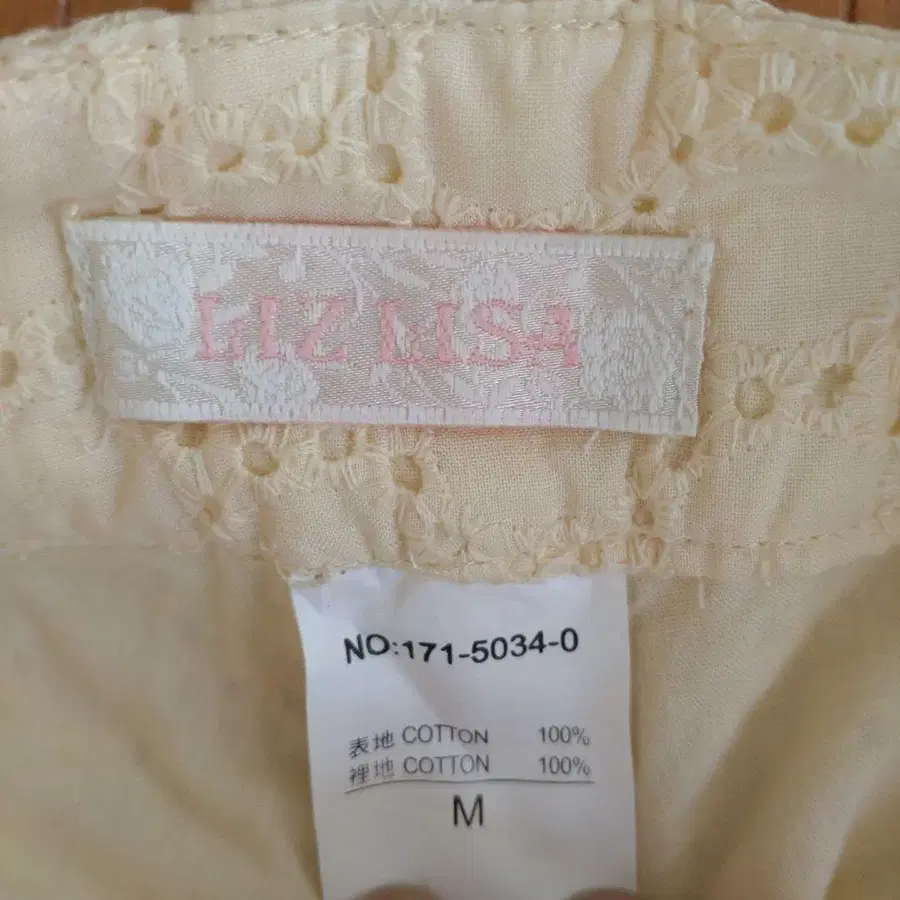 LIZ LISA
NO:171-5034-0
表地 COTTON 100%
裡地 COTTON 100%
M